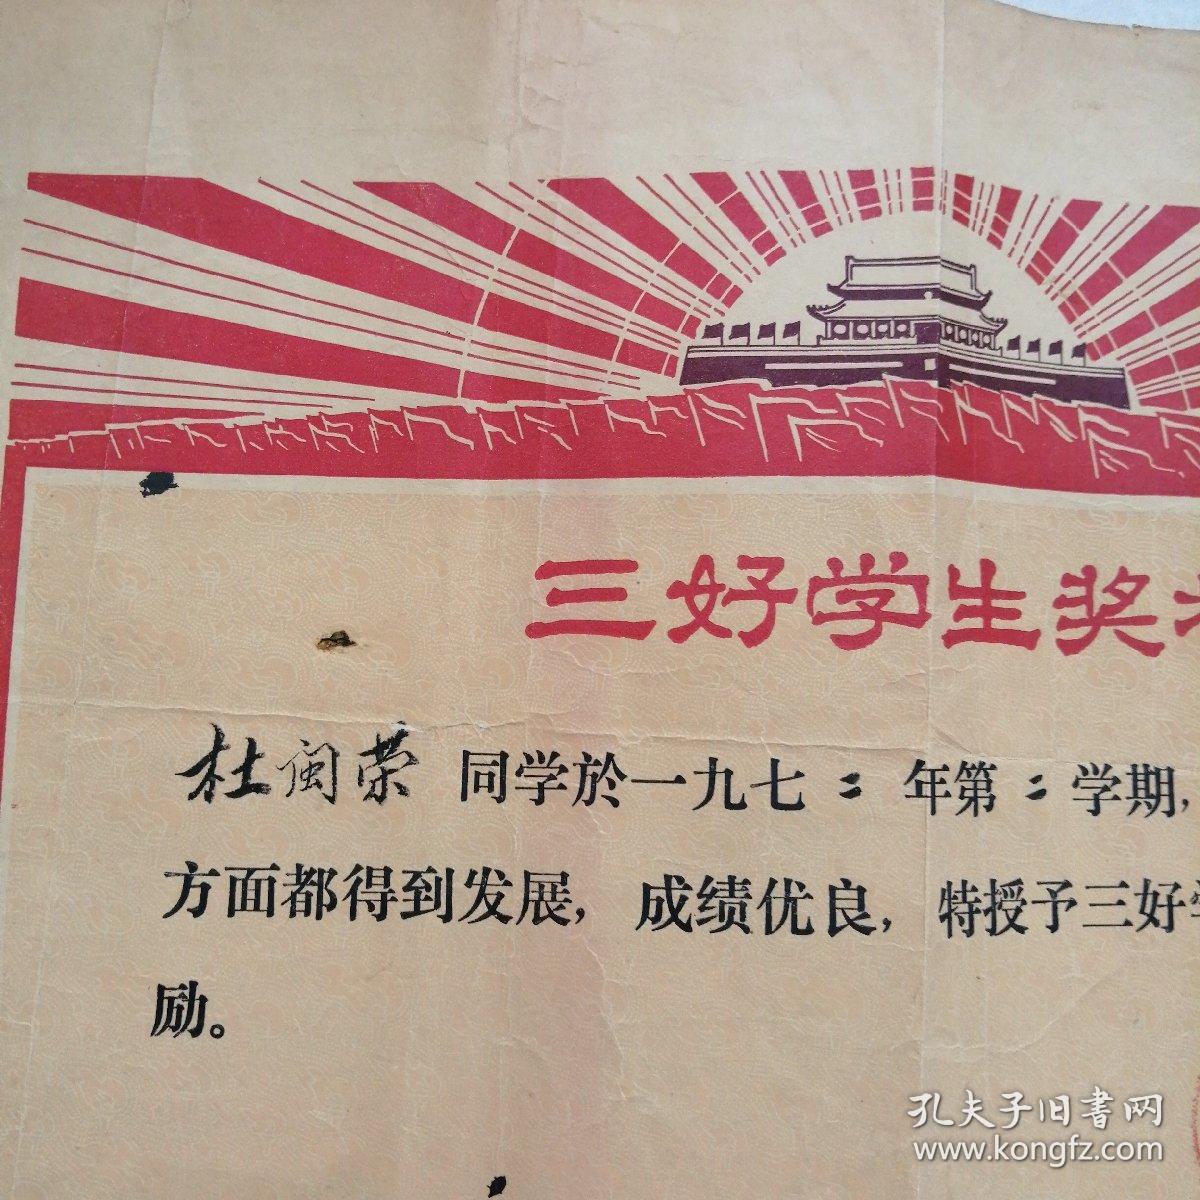 三好学生奖
杜闽荣 同学於一九七二年第二学期，
方面都得到发展，成绩优良，特授予三好
励。
孔夫子旧書网
www.kongfz.com